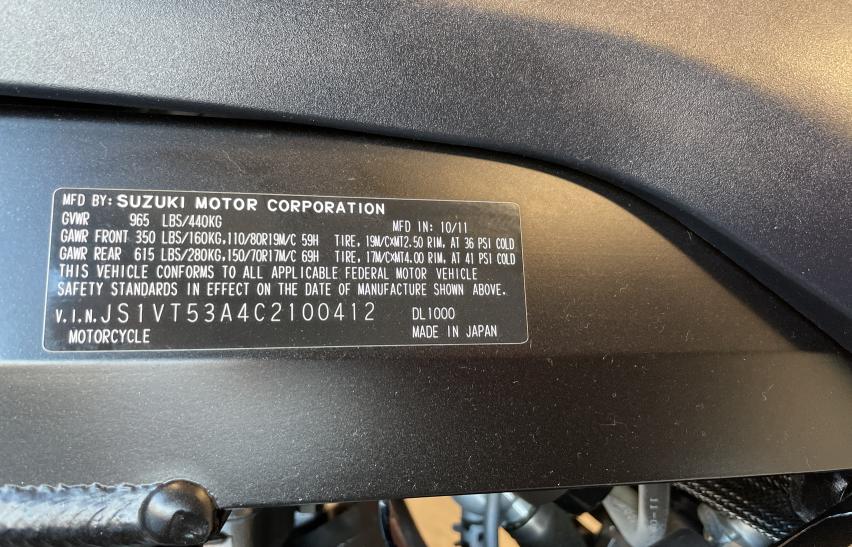 MFD BY: SUZUKI MOTOR CORPORATION
GVWR 965 LBS/440KG MFD IN: 10/11
GAWR FRONT 350 LBS/160KG,110/80R19M/C 59H TIRE, 19M/C×MT2.50 RIM, AT 36 PSI COLD
GAWR REAR 615 LBS/280KG,150/70R17M/C 69H TIRE, 17M/C×MT4.00 RIM, AT 41 PSI COLD
THIS VEHICLE CONFORMS TO ALL APPLICABLE FEDERAL MOTOR VEHICLE
SAFETY STANDARDS IN EFFECT ON THE DATE OF MANUFACTURE SHOWN ABOVE.
V.I.N. JS1VT53A4C2100412 DL1000
MOTORCYCLE MADE IN JAPAN